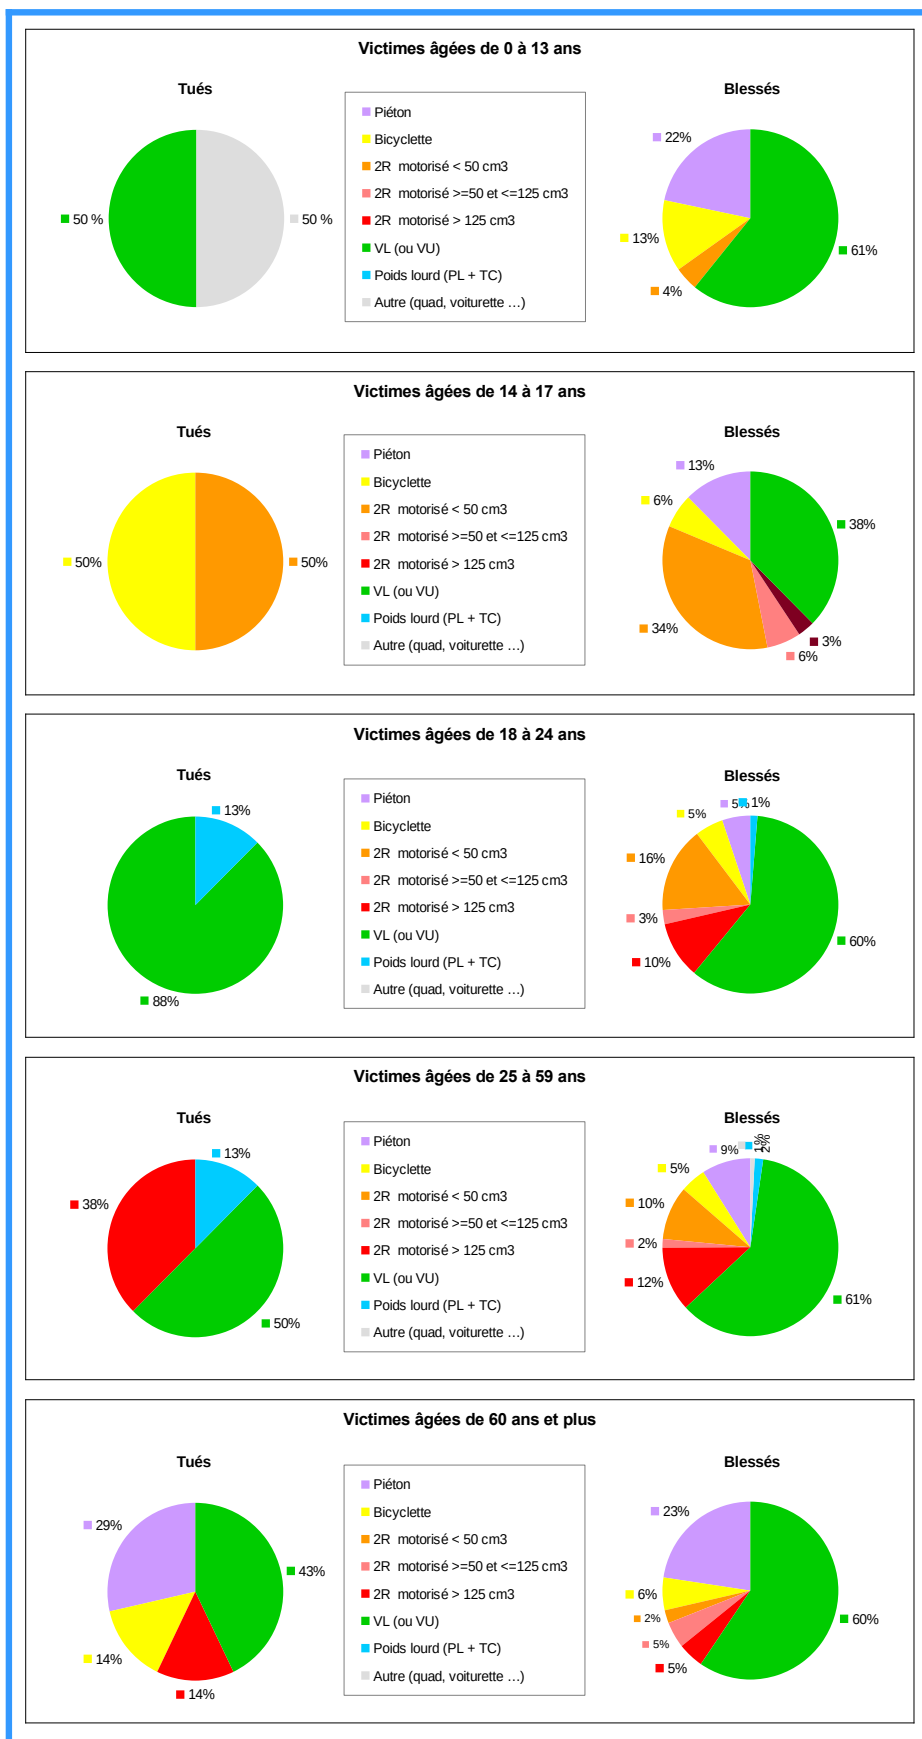 Victimes âgées de 0 à 13 ans
Tués
Blessés
50 %
50 %
Piéton
Bicyclette
2R motorisé < 50 cm3
2R motorisé >=50 et <=125 cm3
2R motorisé > 125 cm3
VL (ou VU)
Poids lourd (PL + TC)
Autre (quad, voiturette ...)
22%
13%
4%
61%
Victimes âgées de 14 à 17 ans
Tués
Blessés
50%
50%
Piéton
Bicyclette
2R motorisé < 50 cm3
2R motorisé >=50 et <=125 cm3
2R motorisé > 125 cm3
VL (ou VU)
Poids lourd (PL + TC)
Autre (quad, voiturette ...)
13%
6%
38%
34%
3%
6%
Victimes âgées de 18 à 24 ans
Tués
Blessés
13%
88%
Piéton
Bicyclette
2R motorisé < 50 cm3
2R motorisé >=50 et <=125 cm3
2R motorisé > 125 cm3
VL (ou VU)
Poids lourd (PL + TC)
Autre (quad, voiturette ...)
5%
1%
5%
16%
3%
10%
60%
Victimes âgées de 25 à 59 ans
Tués
Blessés
13%
38%
50%
Piéton
Bicyclette
2R motorisé < 50 cm3
2R motorisé >=50 et <=125 cm3
2R motorisé > 125 cm3
VL (ou VU)
Poids lourd (PL + TC)
Autre (quad, voiturette ...)
9%
1%
2%
5%
10%
2%
12%
61%
Victimes âgées de 60 ans et plus
Tués
Blessés
29%
43%
14%
14%
Piéton
Bicyclette
2R motorisé < 50 cm3
2R motorisé >=50 et <=125 cm3
2R motorisé > 125 cm3
VL (ou VU)
Poids lourd (PL + TC)
Autre (quad, voiturette ...)
23%
6%
2%
5%
5%
60%